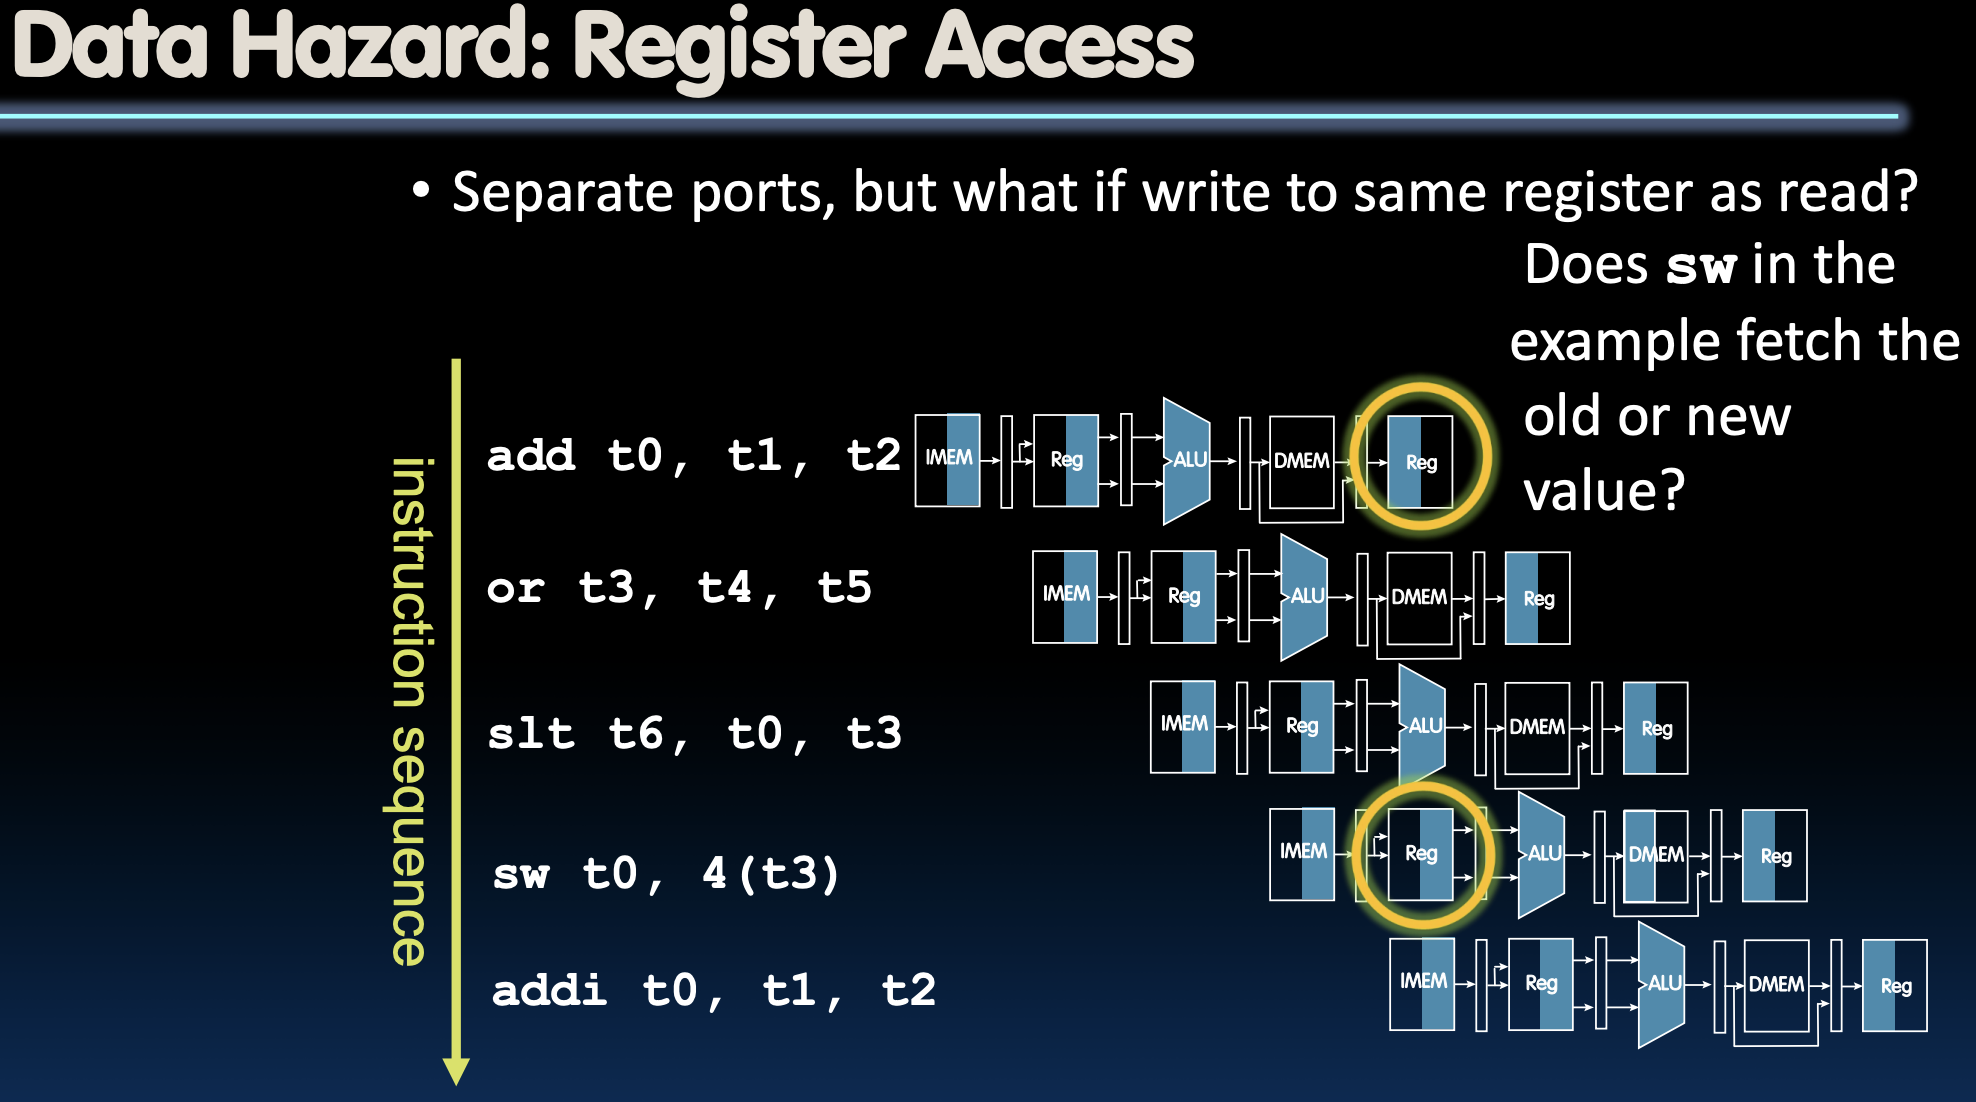 Data Hazard: Register Access
• Separate ports, but what if write to same register as read?
Does sw in the
example fetch the
old or new
value?
instruction sequence
add t0, t1, t2
IMEM Reg ALU DMEM Reg
or t3, t4, t5
IMEM Reg ALU DMEM Reg
slt t6, t0, t3
IMEM Reg ALU DMEM Reg
sw t0, 4(t3)
IMEM Reg ALU DMEM Reg
addi t0, t1, t2
IMEM Reg ALU DMEM Reg